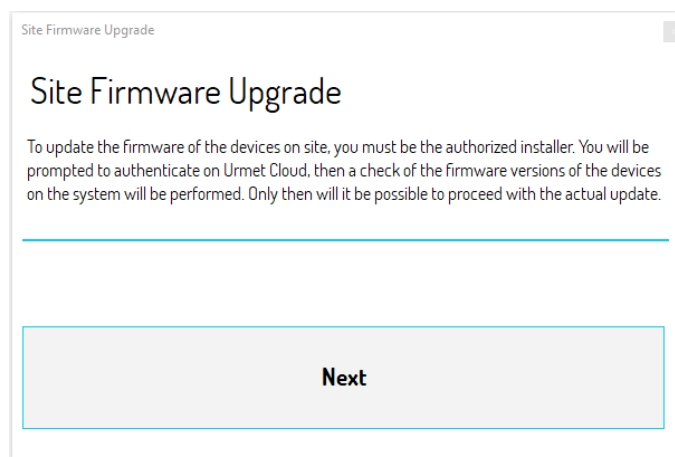 Site Firmware Upgrade
Site Firmware Upgrade
To update the firmware of the devices on site, you must be the authorized installer. You will be
prompted to authenticate on Urmet Cloud, then a check of the firmware versions of the devices
on the system will be performed. Only then will it be possible to proceed with the actual update.
Next